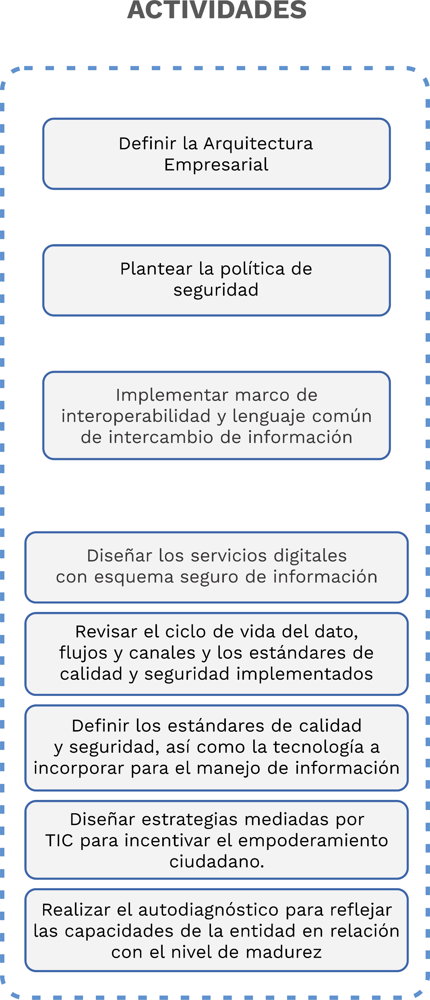 ACTIVIDADES
Definir la Arquitectura
Empresarial
Plantear la política de
seguridad
Implementar marco de
interoperabilidad y lenguaje común
de intercambio de información
Diseñar los servicios digitales
con esquema seguro de información
Revisar el ciclo de vida del dato,
flujos y canales y los estándares de
calidad y seguridad implementados
Definir los estándares de calidad
y seguridad, así como la tecnología a
incorporar para el manejo de información
Diseñar estrategias mediadas por
TIC para incentivar el empoderamiento
ciudadano.
Realizar el autodiagnóstico para reflejar
las capacidades de la entidad en relación
con el nivel de madurez